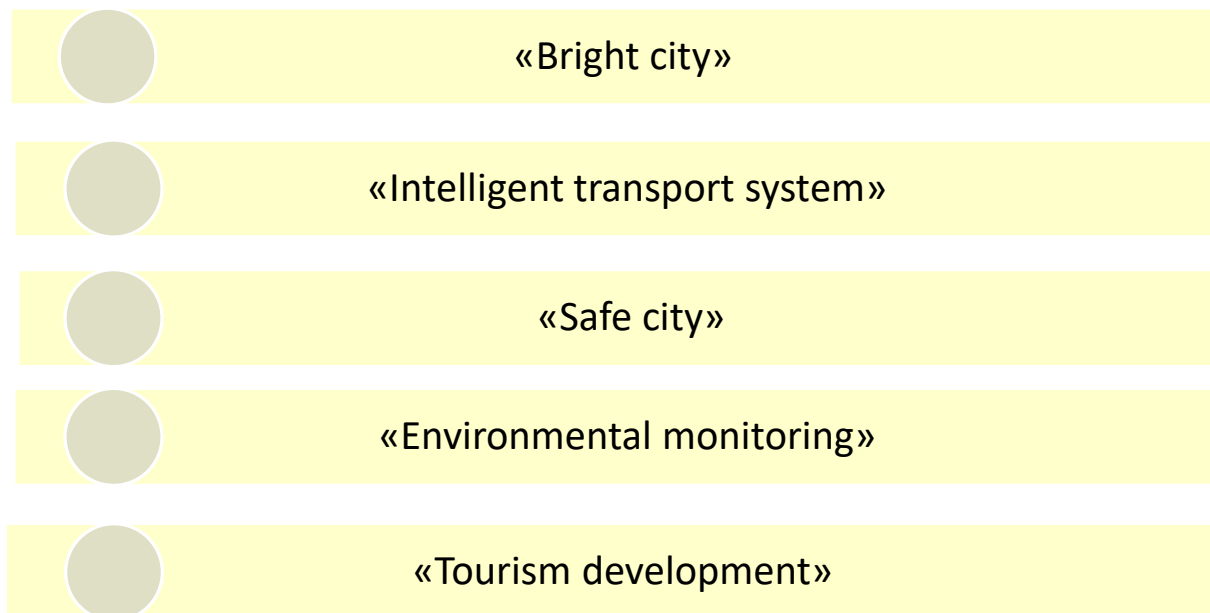 «Bright city»
«Intelligent transport system»
«Safe city»
«Environmental monitoring»
«Tourism development»